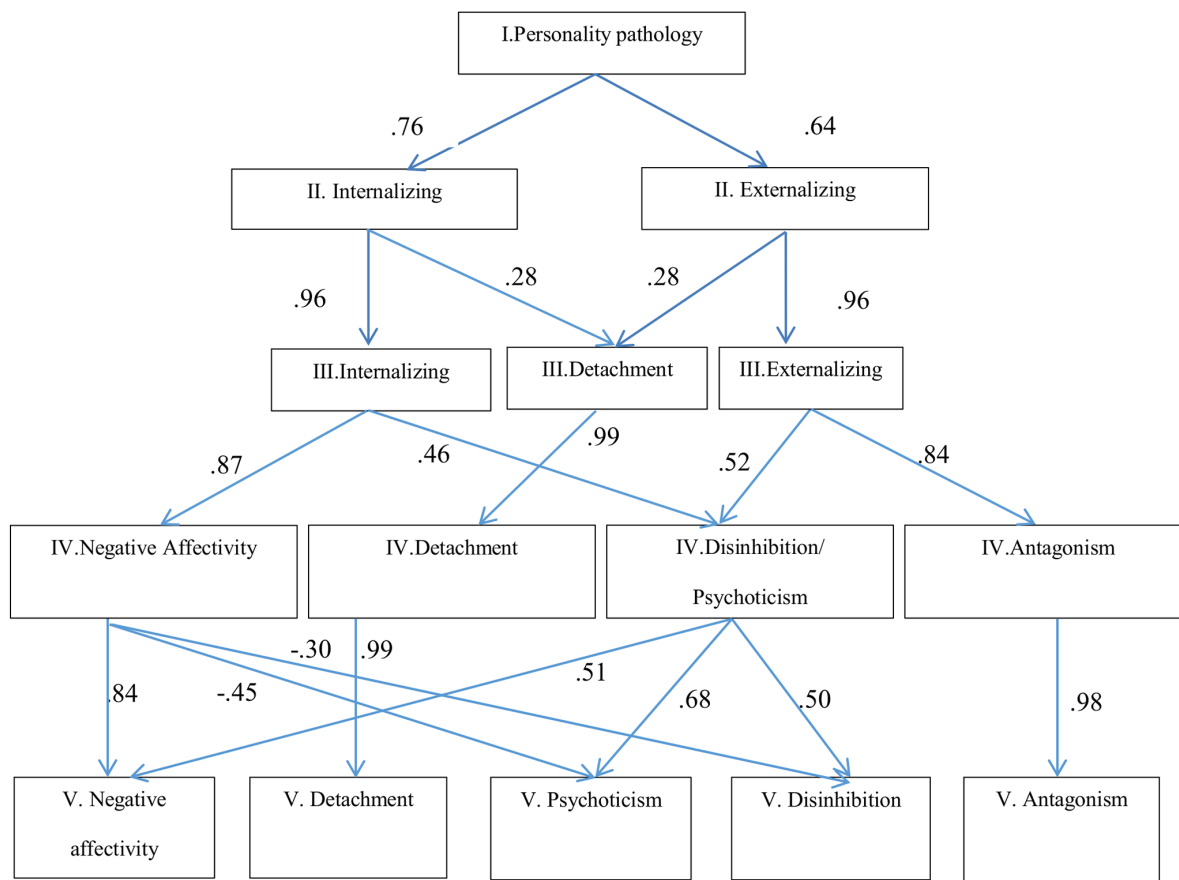 I.Personality pathology
.76
.64
II. Internalizing
II. Externalizing
.96
.28
.28
.96
III.Internalizing
III.Detachment
III.Externalizing
.87
.46
.99
.52
.84
IV.Negative Affectivity
IV.Detachment
IV.Disinhibition/
Psychoticism
IV.Antagonism
.84
-.45
-.30
.99
.51
.68
.50
.98
V. Negative
affectivity
V. Detachment
V. Psychoticism
V. Disinhibition
V. Antagonism